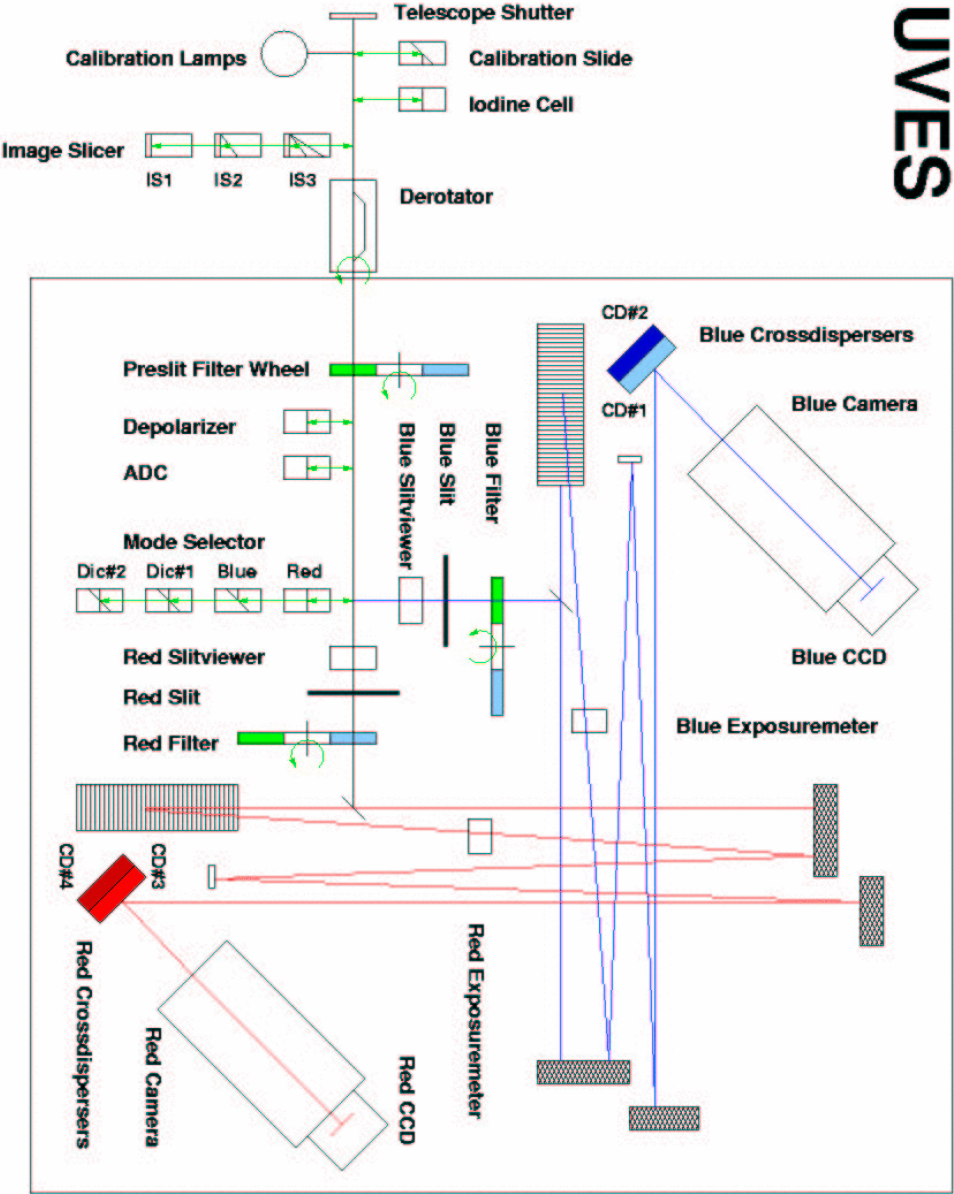 UVES
Telescope Shutter
Calibration Lamps
Calibration Slide
Iodine Cell
Image Slicer
IS1
IS2
IS3
Derotator
CD#2
Blue Crossdispersers
CD#1
Blue Camera
Preslit Filter Wheel
Depolarizer
ADC
Blue Slitviewer
Blue Slit
Blue Filter
Mode Selector
Dic#2
Dic#1
Blue
Red
Blue CCD
Red Slitviewer
Red Slit
Red Filter
Blue Exposuremeter
CD#4
CD#3
Red Crossdispersers
Red Camera
Red CCD
Red Exposuremeter